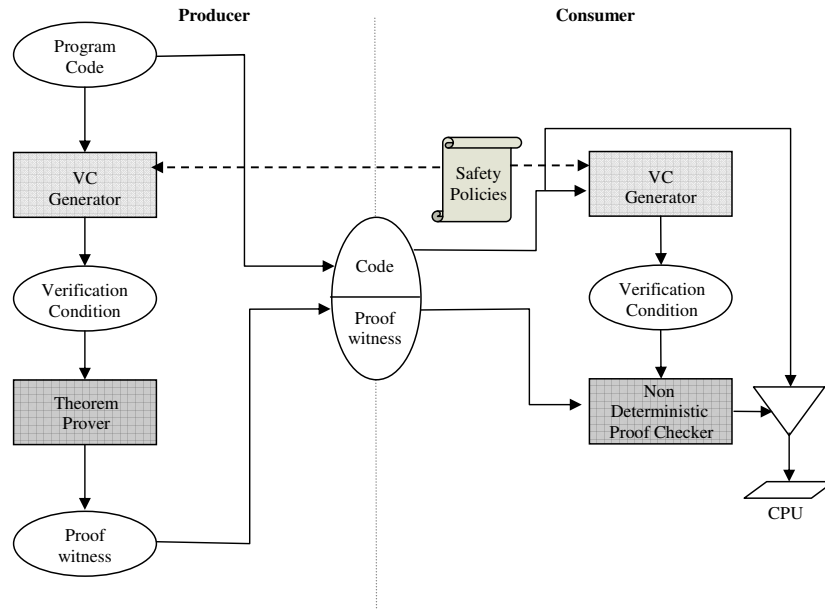 Producer
Consumer
Program
Code
VC
Generator
Verification
Condition
Theorem
Prover
Proof
witness
Code
Proof
witness
Safety
Policies
VC
Generator
Verification
Condition
Non
Deterministic
Proof Checker
CPU